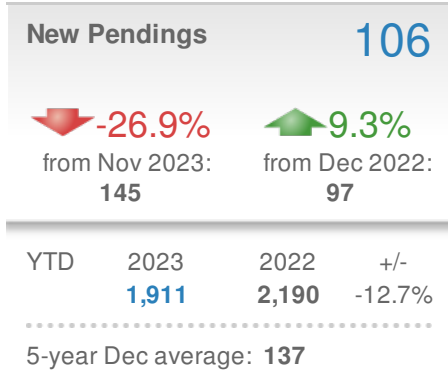 New Pendings 106
-26.9% 9.3%
from Nov 2023: from Dec 2022:
145 97
YTD 2023 2022 +/-
1,911 2,190 -12.7%
5-year Dec average: 137